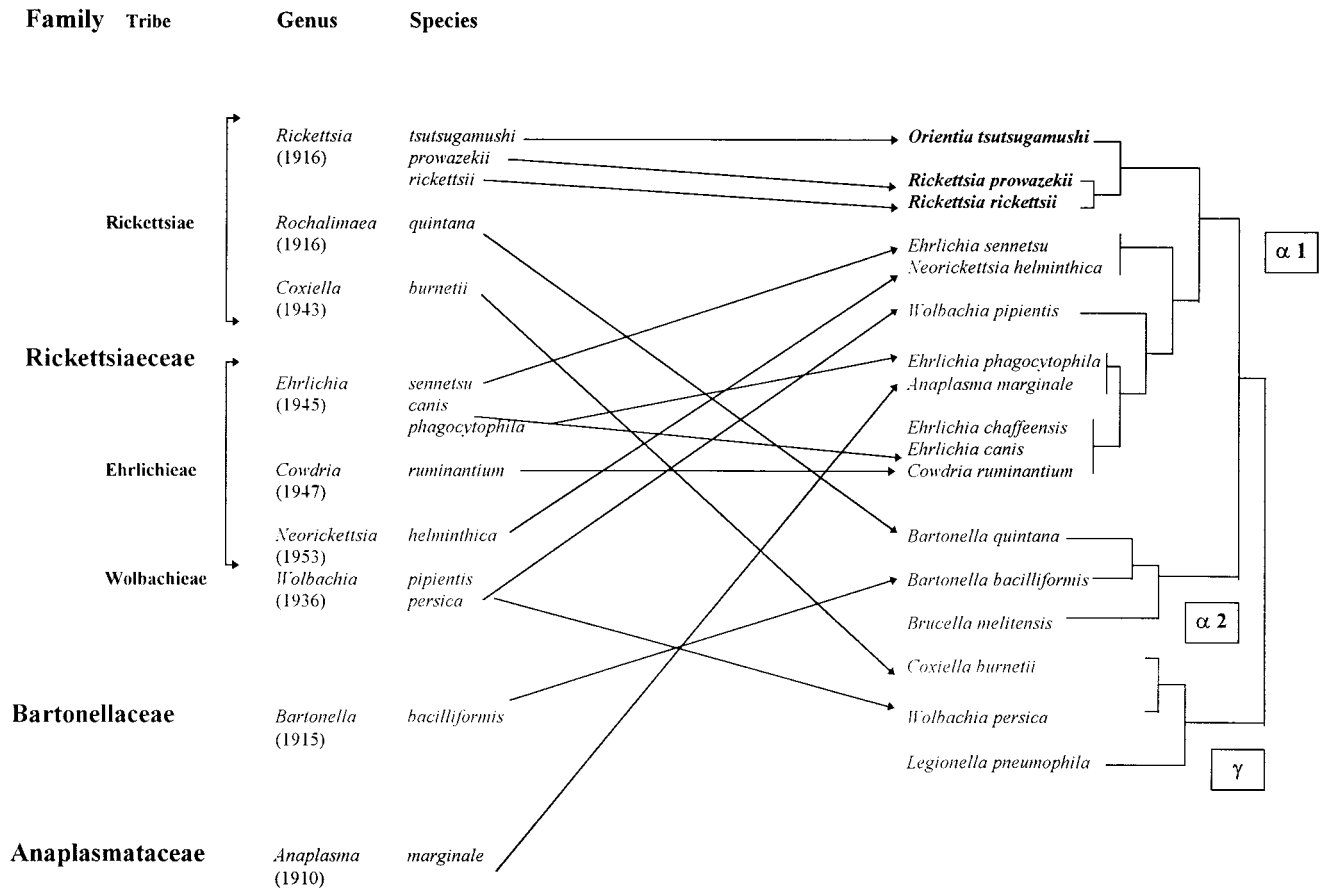 Family Tribe Genus Species
Rickettsia tsutsugamushi Orientia tsutsugamushi
(1916) prowazekii
rickettsii Rickettsia prowazekii
Rickettsia rickettsii
Rickettsiae Rochalimaea quintana
(1916) Ehrlichia sennetsu
α 1
Neorickettsia helminthica
Coxiella burnetii
(1943) Wolbachia pipientis
Rickettsiaeceae Ehrlichia phagocytophila
Ehrlichia sennetsu Anaplasma marginale
(1945) canis
phagocytophila Ehrlichia chaffeensis
Ehrlichia canis
Ehrlichieae Cowdria ruminantium Cowdria ruminantium
(1947)
Neorickettsia helminthica Bartonella quintana
(1953)
Wolbachieae Wolbachia pipientis Bartonella bacilliformis
(1936) persica
Brucella melitensis α 2
Coxiella burnetii
Bartonellaceae Bartonella bacilliformis Wolbachia persica
(1915)
Legionella pneumophila γ
Anaplasmataceae Anaplasma marginale
(1910)